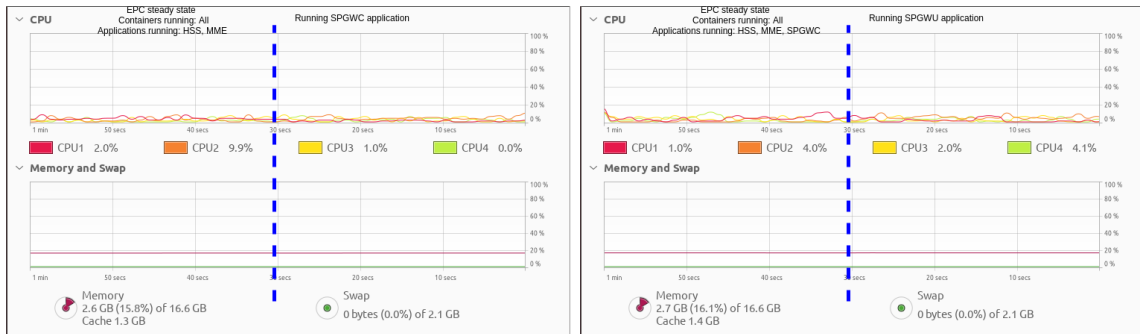 EPC steady state
Containers running: All
Applications running: HSS, MME
Running SPGWC application
CPU
100 %
80 %
60 %
40 %
20 %
0 %
1 min
50 secs
40 secs
30 secs
20 secs
10 secs
CPU1 2.0%
CPU2 9.9%
CPU3 1.0%
CPU4 0.0%
Memory and Swap
100 %
80 %
60 %
40 %
20 %
0 %
1 min
50 secs
40 secs
30 secs
20 secs
10 secs
Memory
2.6 GB (15.8%) of 16.6 GB
Cache 1.3 GB
Swap
0 bytes (0.0%) of 2.1 GB
EPC steady state
Containers running: All
Applications running: HSS, MME, SPGWC
Running SPGWU application
CPU
100 %
80 %
60 %
40 %
20 %
0 %
1 min
50 secs
40 secs
30 secs
20 secs
10 secs
CPU1 1.0%
CPU2 4.0%
CPU3 2.0%
CPU4 4.1%
Memory and Swap
100 %
80 %
60 %
40 %
20 %
0 %
1 min
50 secs
40 secs
30 secs
20 secs
10 secs
Memory
2.7 GB (16.1%) of 16.6 GB
Cache 1.4 GB
Swap
0 bytes (0.0%) of 2.1 GB